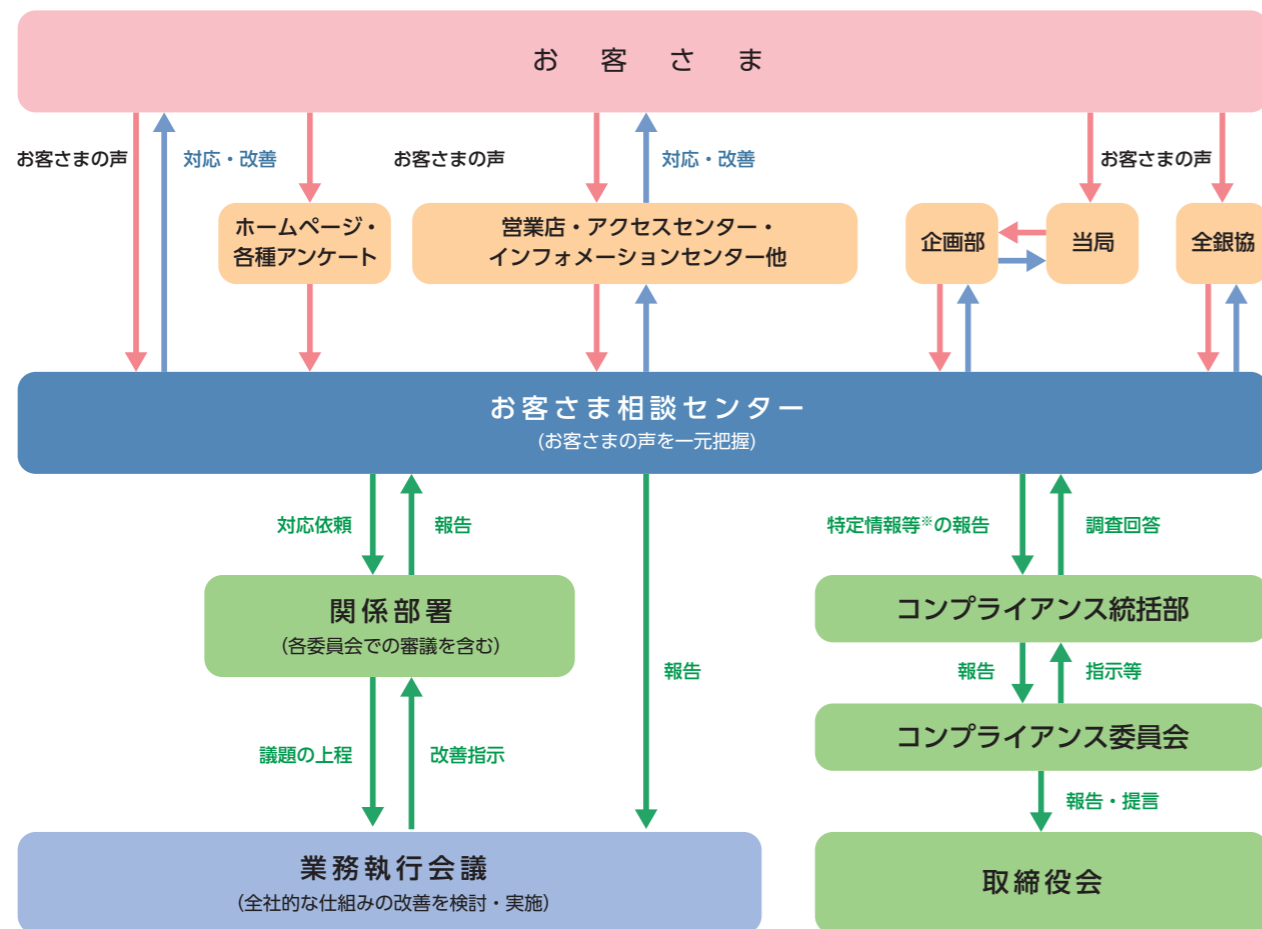 お客さま
お客さまの声
対応・改善
お客さまの声
対応・改善
お客さまの声
ホームページ・
各種アンケート
営業店・アクセスセンター・
インフォメーションセンター他
企画部
当局
全銀協
お客さま相談センター
(お客さまの声を一元把握)
対応依頼
報告
特定情報等※の報告
調査回答
関係部署
(各委員会での審議を含む)
コンプライアンス統括部
報告
報告
指示等
コンプライアンス委員会
議題の上程
改善指示
報告・提言
業務執行会議
(全社的な仕組みの改善を検討・実施)
取締役会